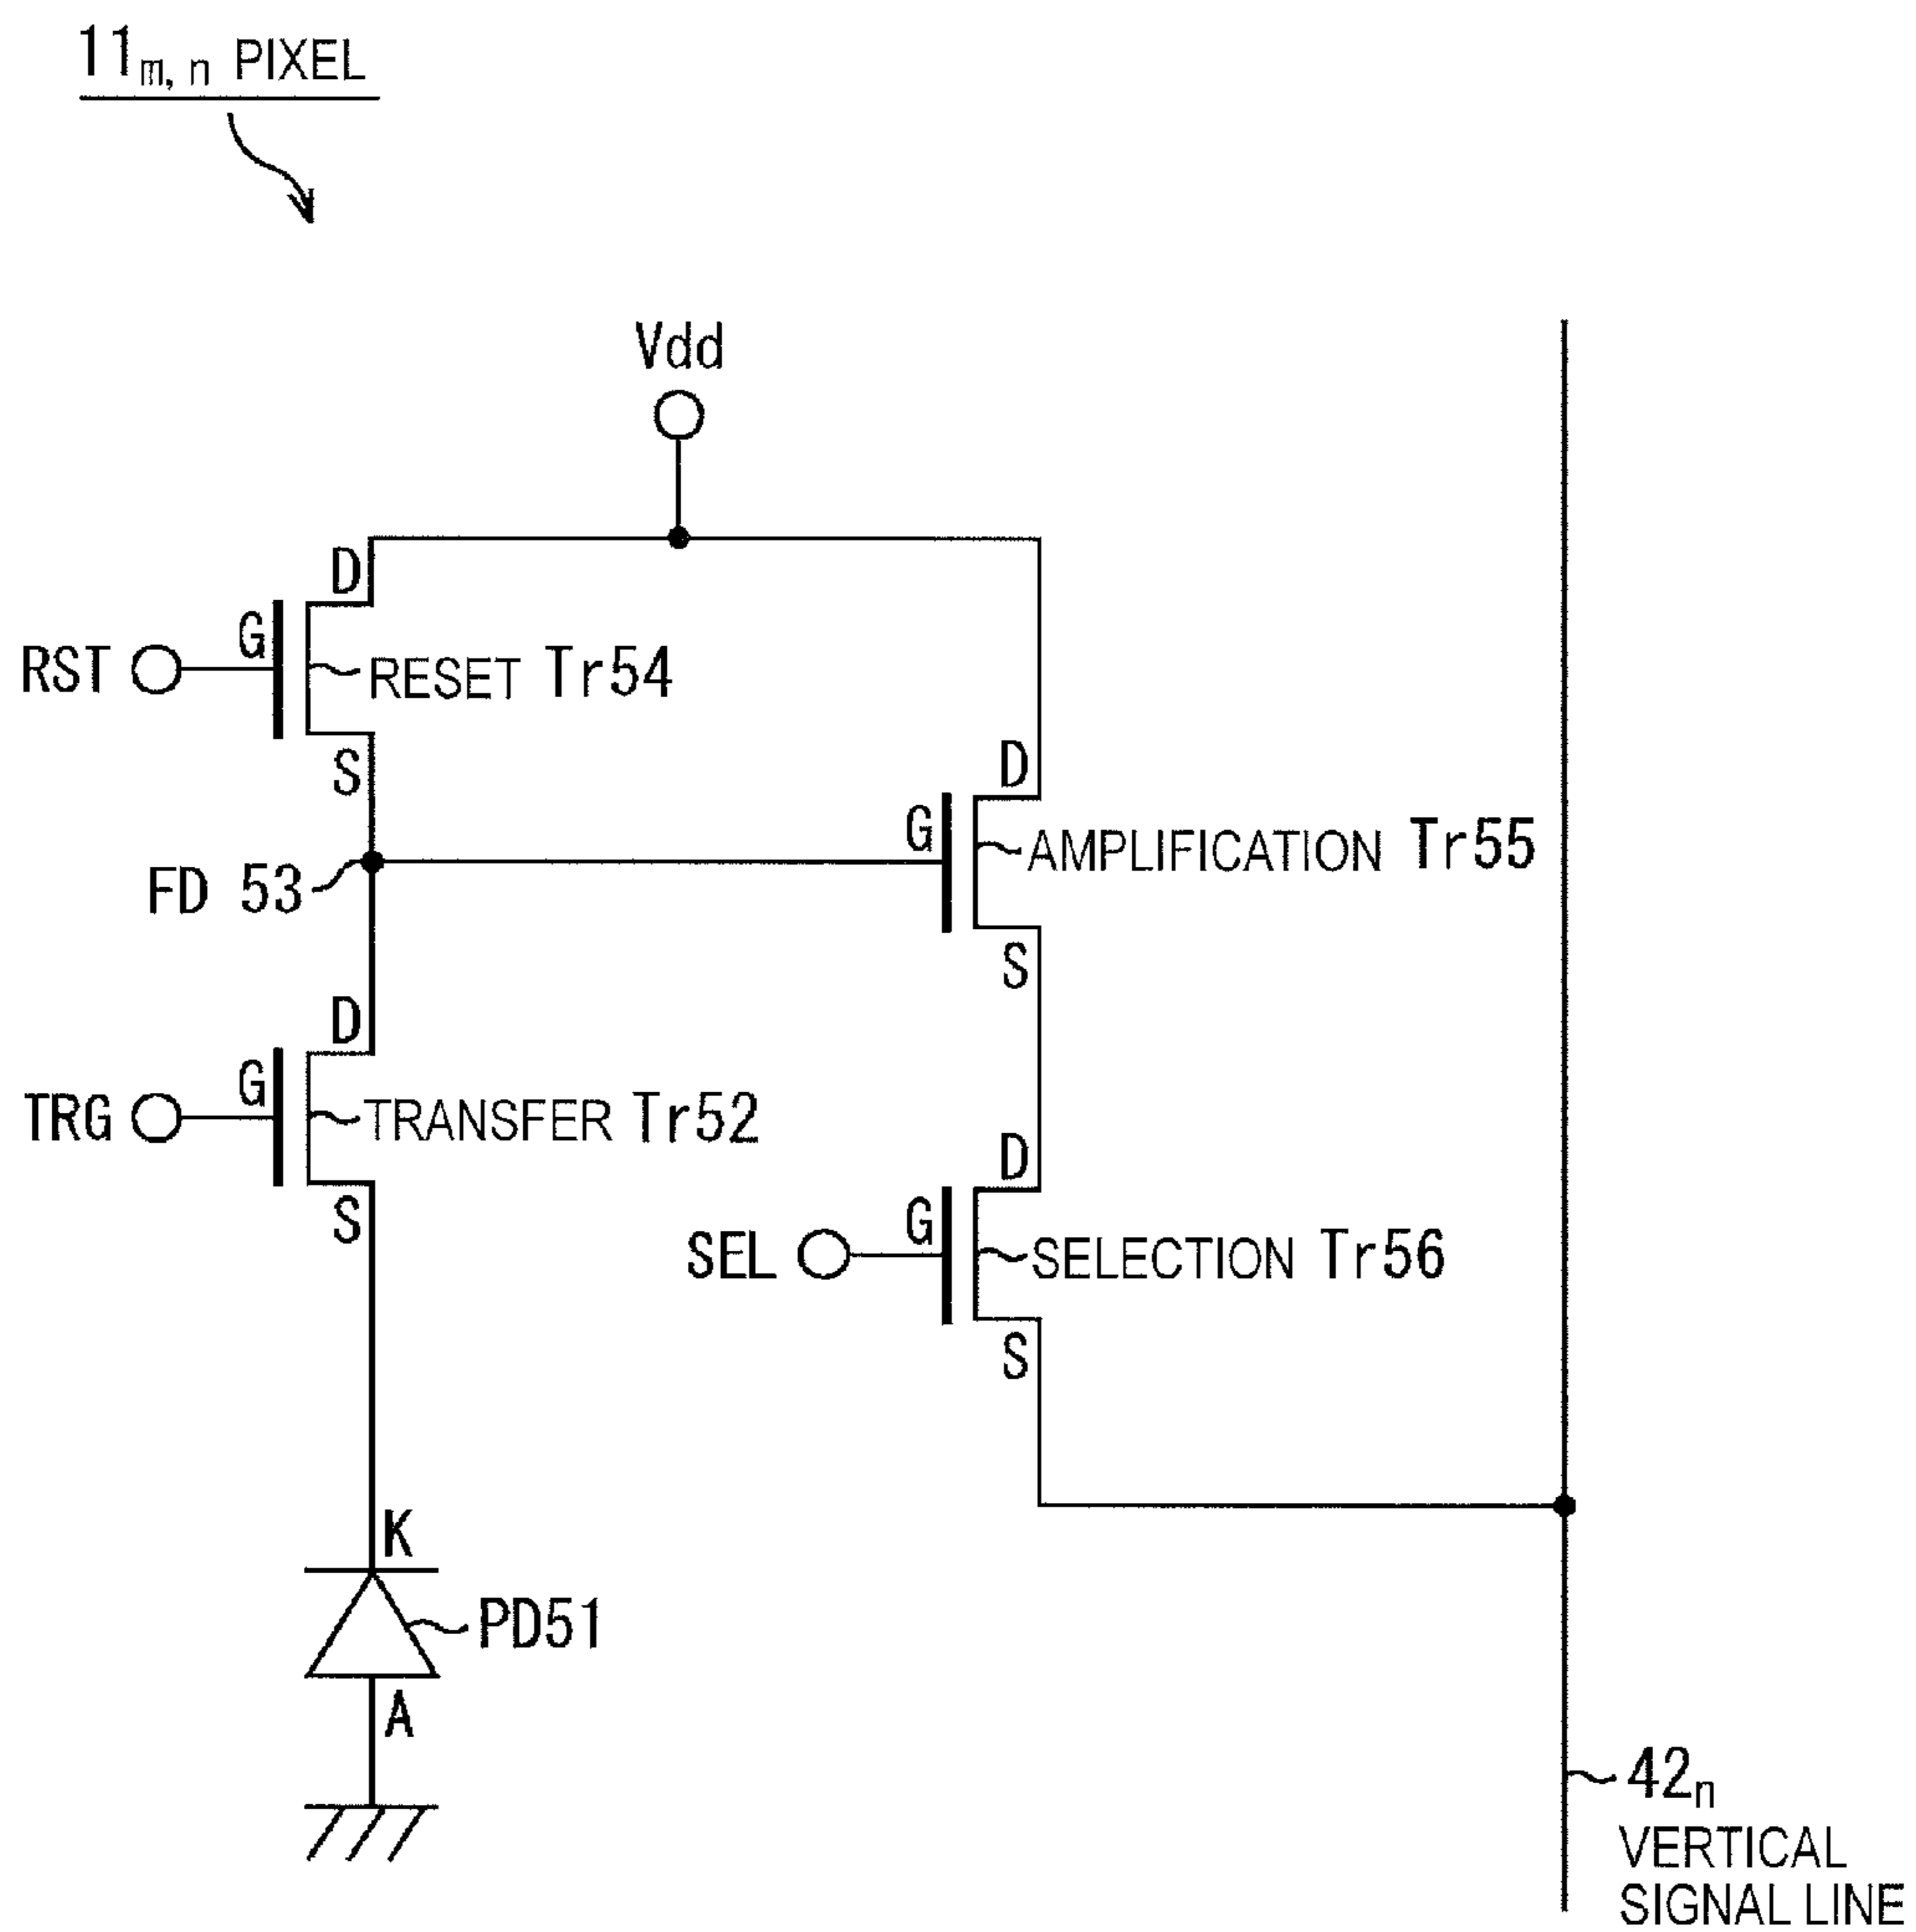 11m, n PIXEL
Vdd
D
G
RST
RESET Tr54
S
D
G
AMPLIFICATION Tr55
FD 53
S
D
G
TRG
TRANSFER Tr52
S
D
G
SEL
SELECTION Tr56
S
K
PD51
A
42n
VERTICAL
SIGNAL LINE